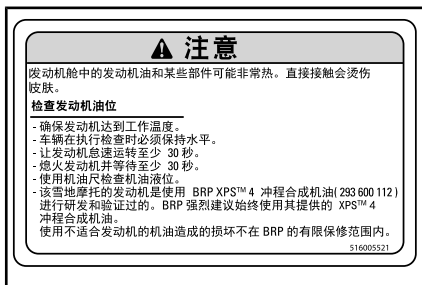 注意
发动机舱中的发动机油和某些部件可能非常热。直接接触会烫伤
皮肤。
检查发动机油位
- 确保发动机达到工作温度。
- 车辆在执行检查时必须保持水平。
- 让发动机怠速运转至少 30 秒。
- 熄火发动机并等待至少 30 秒。
- 使用机油尺检查机油液位。
- 该雪地摩托的发动机是使用 BRP XPS™ 4 冲程合成机油(293 600 112)
进行研发和验证过的。BRP 强烈建议始终使用其提供的 XPS™ 4
冲程合成机油。
使用不适合发动机的机油造成的损坏不在 BRP 的有限保修范围内。
516005521